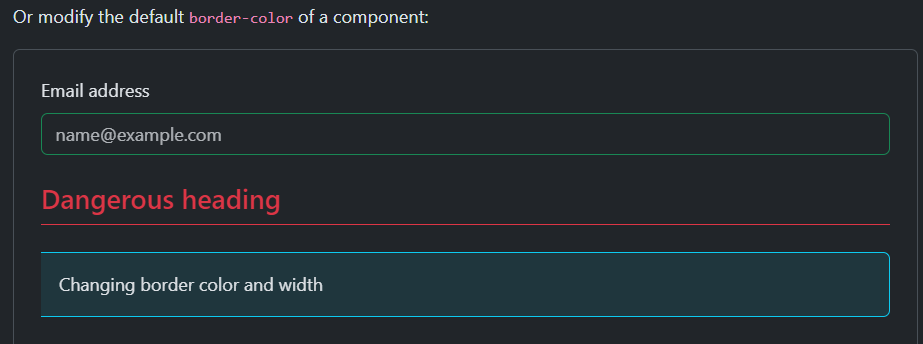 Or modify the default border-color of a component:
Email address
name@example.com
Dangerous heading
Changing border color and width